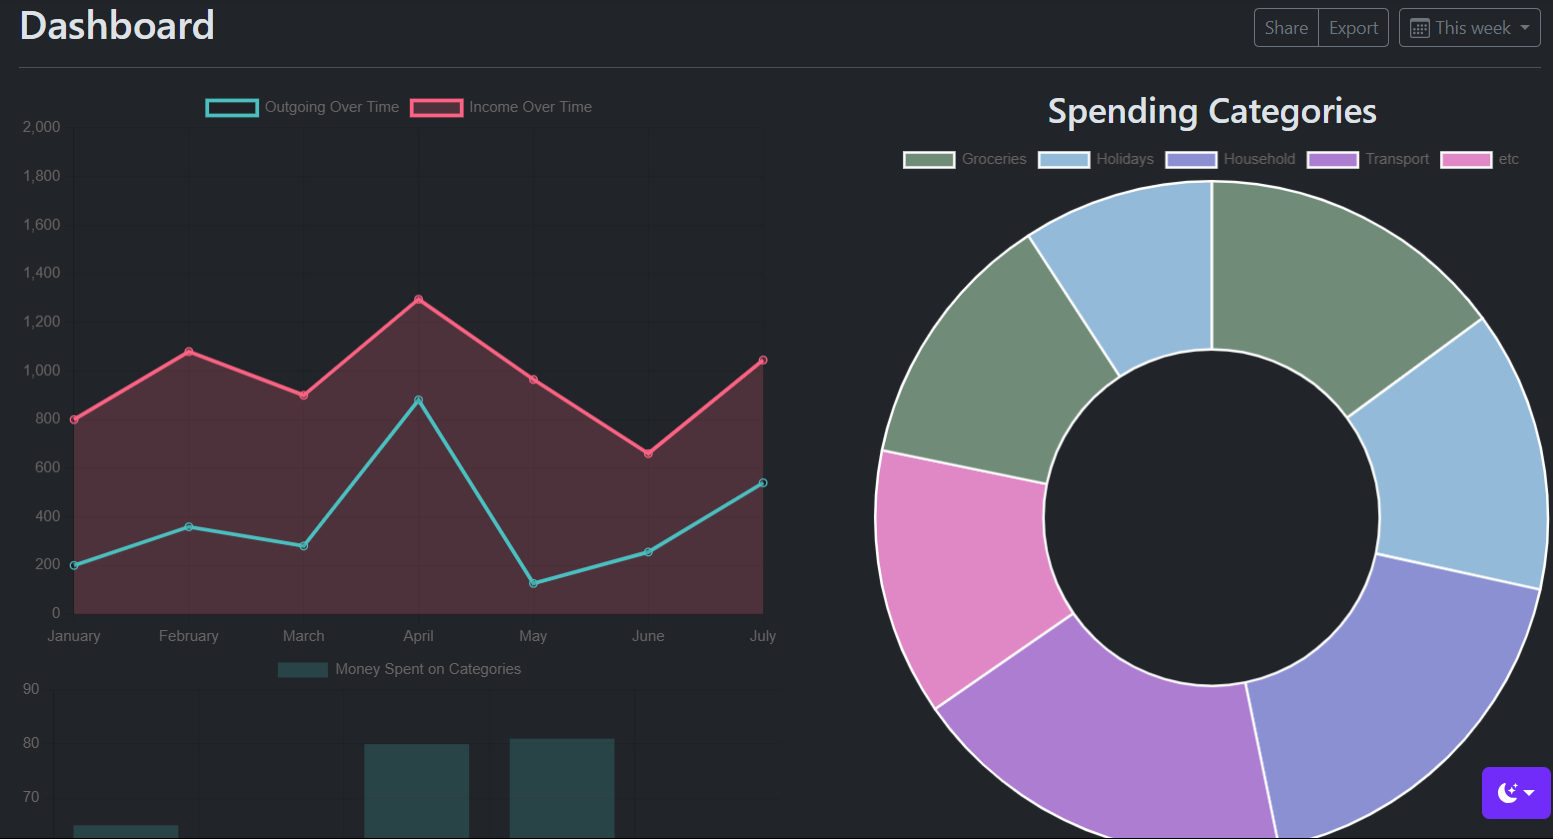 Dashboard
Share Export This week
Outgoing Over Time Income Over Time
2,000
1,800
1,600
1,400
1,200
1,000
800
600
400
200
0
January February March April May June July
Money Spent on Categories
90
80
70
Spending Categories
Groceries Holidays Household Transport etc